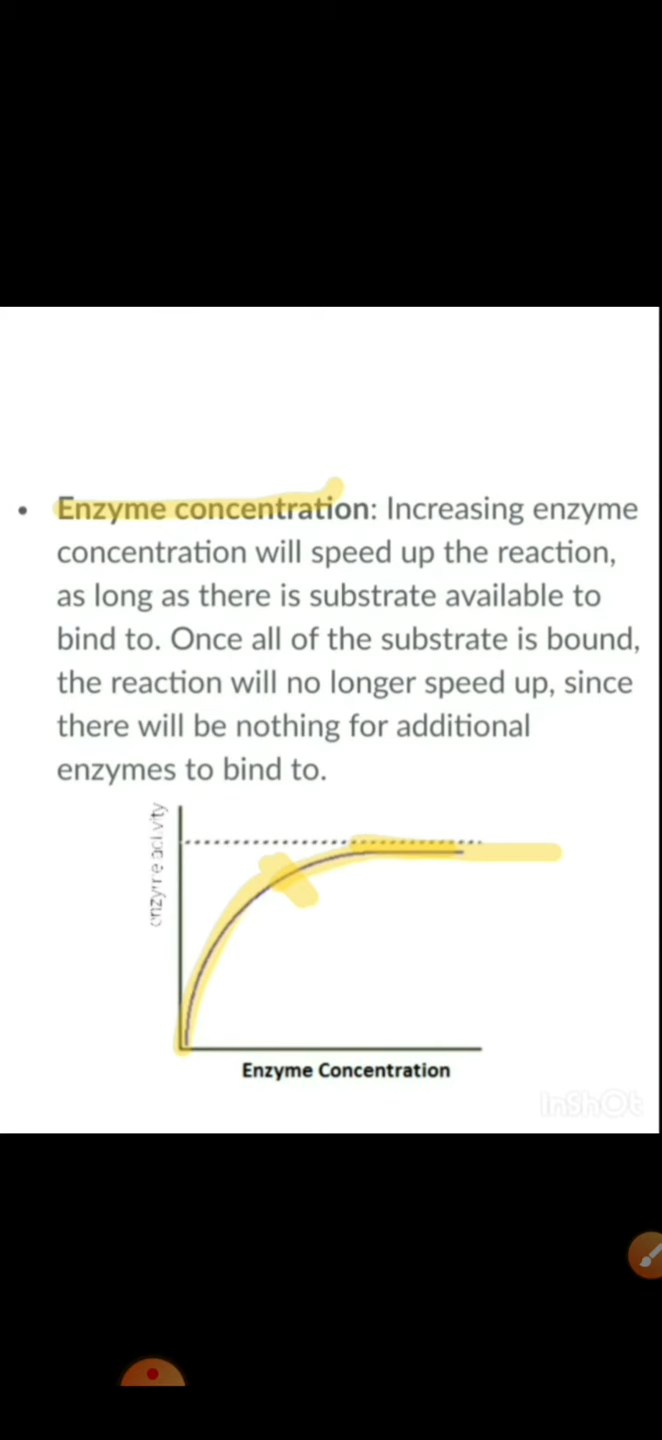 • Enzyme concentration: Increasing enzyme
concentration will speed up the reaction,
as long as there is substrate available to
bind to. Once all of the substrate is bound,
the reaction will no longer speed up, since
there will be nothing for additional
enzymes to bind to.
enzyme activity
Enzyme Concentration
InShOt